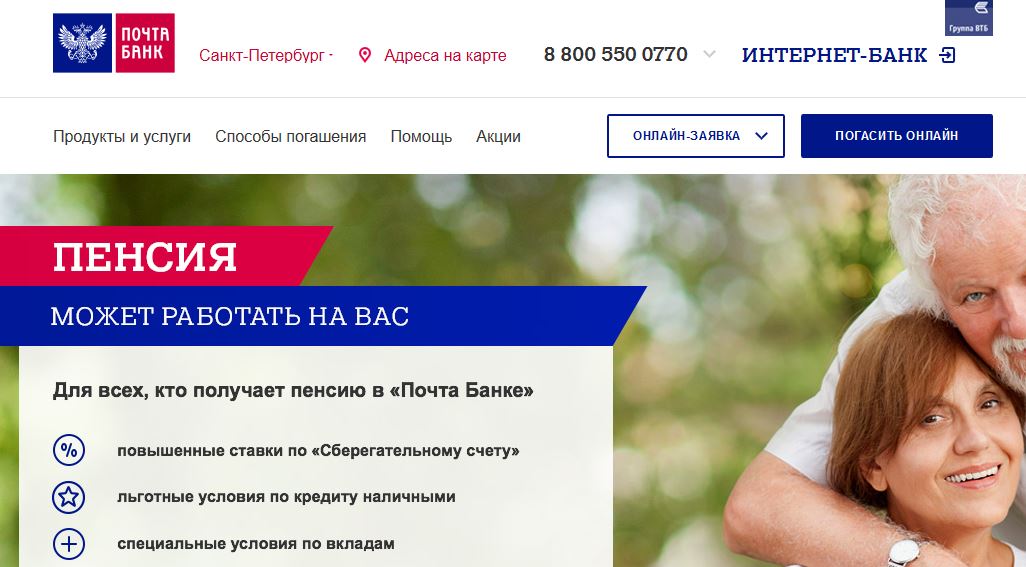 ПОЧТА
БАНК
Группа ВТБ
Санкт-Петербург
Адреса на карте
8 800 550 0770
ИНТЕРНЕТ-БАНК
Продукты и услуги
Способы погашения
Помощь
Акции
ОНЛАЙН-ЗАЯВКА
ПОГАСИТЬ ОНЛАЙН
ПЕНСИЯ
МОЖЕТ РАБОТАТЬ НА ВАС
Для всех, кто получает пенсию в «Почта Банке»
% повышенные ставки по «Сберегательному счету»
льготные условия по кредиту наличными
специальные условия по вкладам